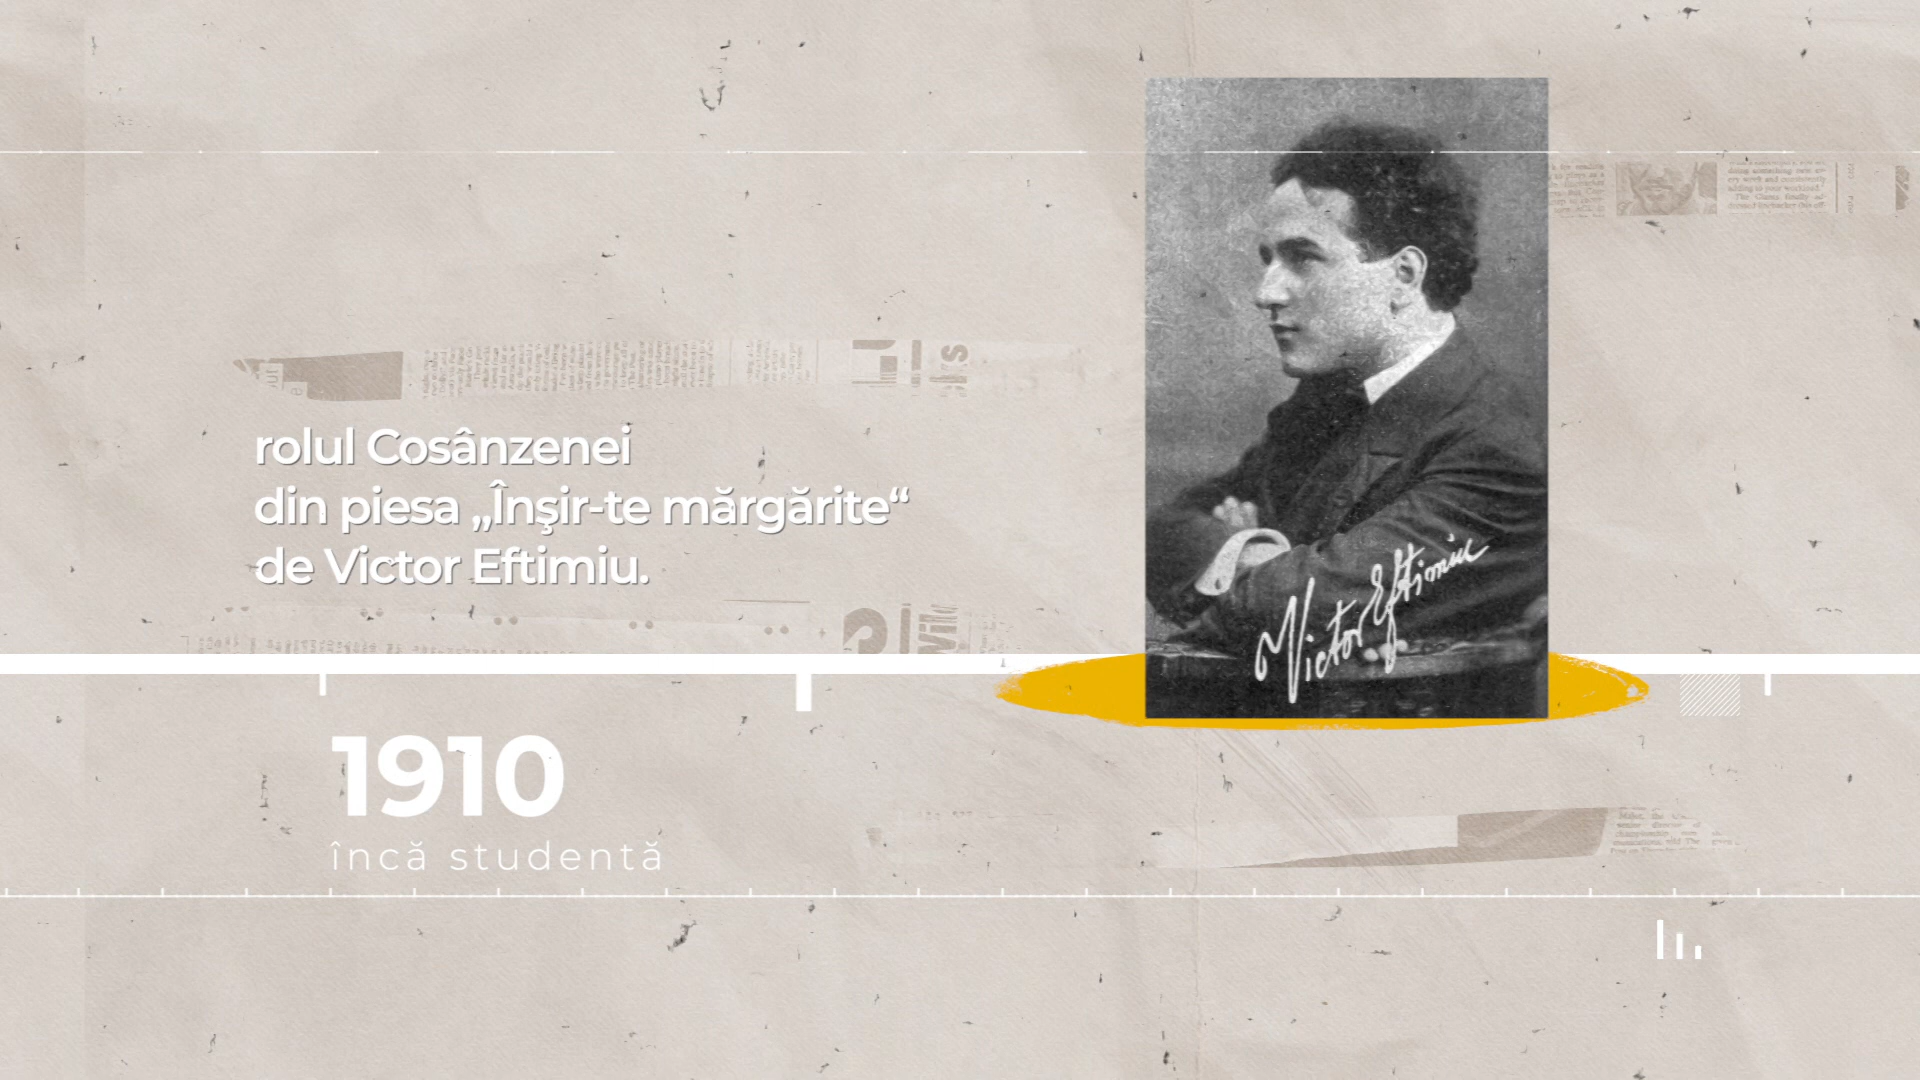 rolul Cosânzenei
din piesa „Înşir-te mărgărite“
de Victor Eftimiu.
Victor Eftimiu
1910
încă studentă